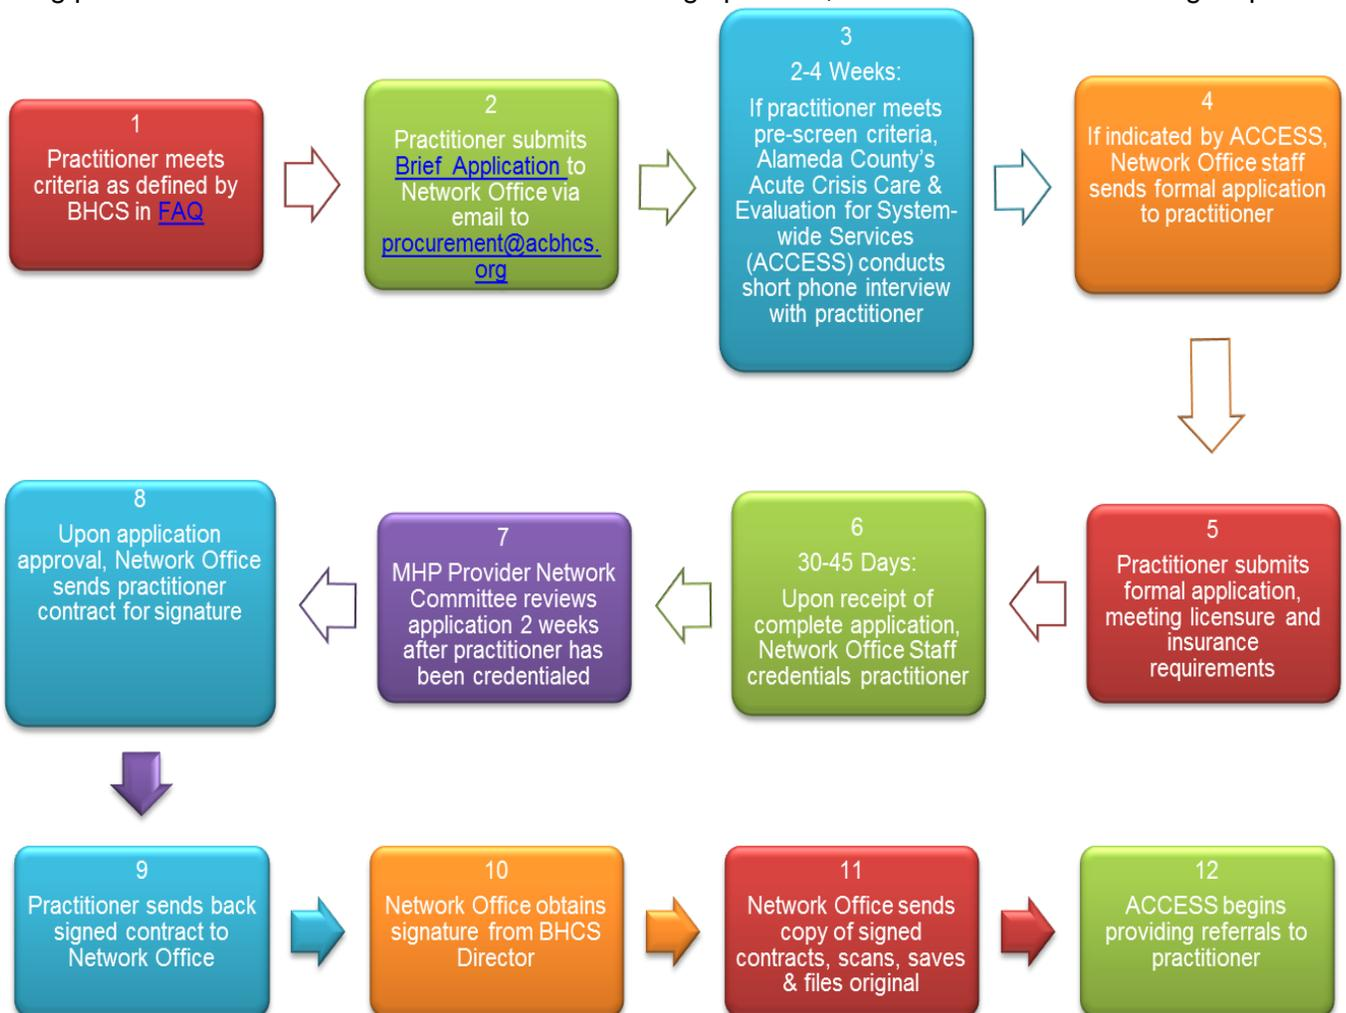 1
Practitioner meets
criteria as defined by
BHCS in FAQ
2
Practitioner submits
Brief Application to
Network Office via
email to
procurement@acbhcs.
org
3
2-4 Weeks:
If practitioner meets
pre-screen criteria,
Alameda County's
Acute Crisis Care &
Evaluation for System-
wide Services
(ACCESS) conducts
short phone interview
with practitioner
4
If indicated by ACCESS,
Network Office staff
sends formal application
to practitioner
5
Practitioner submits
formal application,
meeting licensure and
insurance
requirements
6
30-45 Days:
Upon receipt of
complete application,
Network Office Staff
credentials practitioner
7
MHP Provider Network
Committee reviews
application 2 weeks
after practitioner has
been credentialed
8
Upon application
approval, Network Office
sends practitioner
contract for signature
9
Practitioner sends back
signed contract to
Network Office
10
Network Office obtains
signature from BHCS
Director
11
Network Office sends
copy of signed
contracts, scans, saves
& files original
12
ACCESS begins
providing referrals to
practitioner